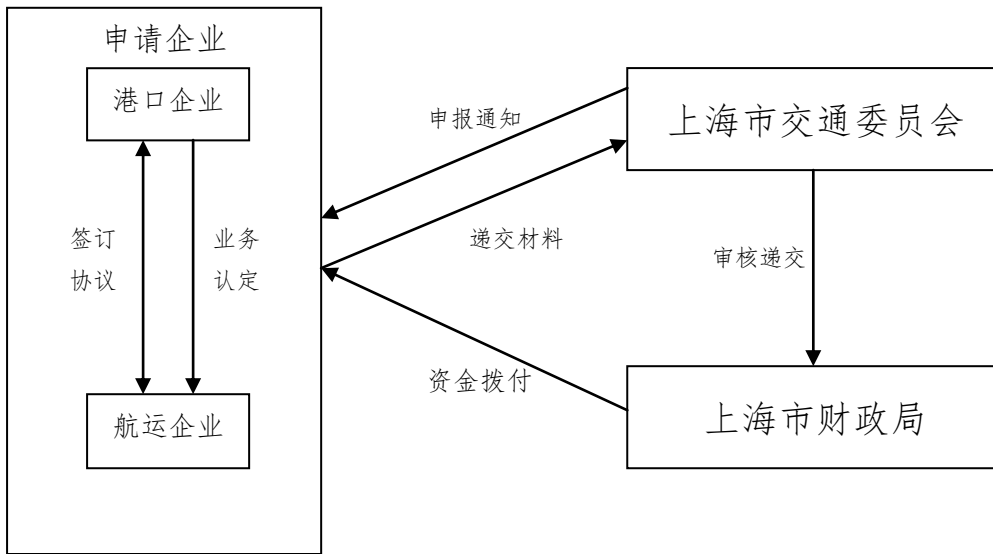 申请企业
港口企业
签订
协议
业务
认定
航运企业
申报通知
递交材料
资金拨付
上海市交通委员会
审核递交
上海市财政局